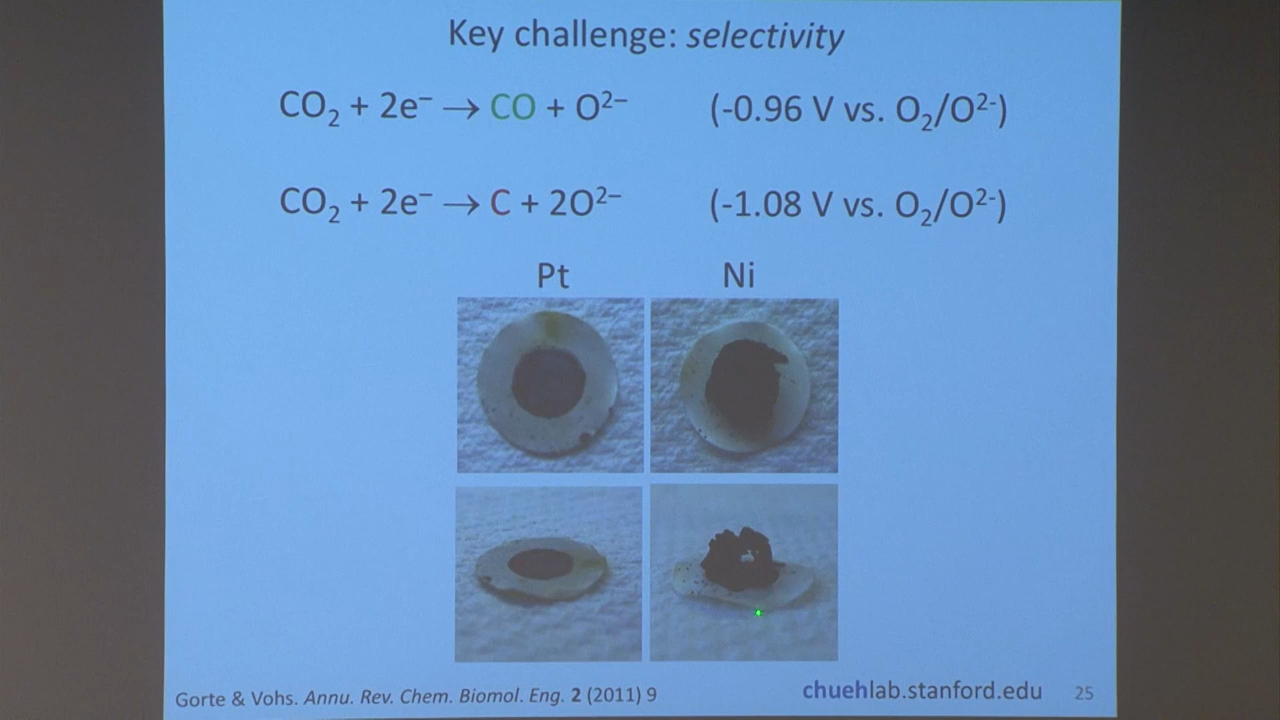 Key challenge: selectivity
CO₂ + 2e⁻ → CO + O²⁻ (-0.96 V vs. O₂/O²⁻)
CO₂ + 2e⁻ → C + 2O²⁻ (-1.08 V vs. O₂/O²⁻)
Pt Ni
Gorte & Vohs. Annu. Rev. Chem. Biomol. Eng. 2 (2011) 9
chuehlab.stanford.edu 25